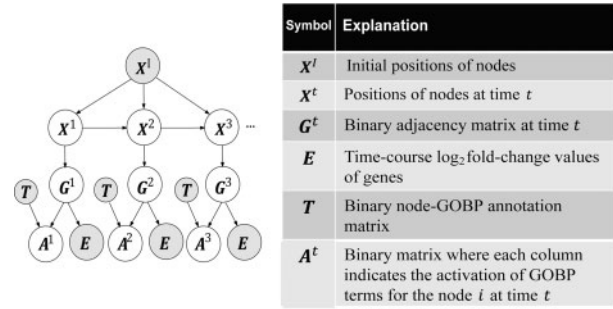 X^I
X^1 X^2 X^3 ...
T G^1 T G^2 T G^3
A^1 E A^2 E A^3 E
Symbol Explanation
X^I Initial positions of nodes
X^t Positions of nodes at time t
G^t Binary adjacency matrix at time t
E Time-course log₂fold-change values
of genes
T Binary node-GOBP annotation
matrix
A^t Binary matrix where each column
indicates the activation of GOBP
terms for the node i at time t